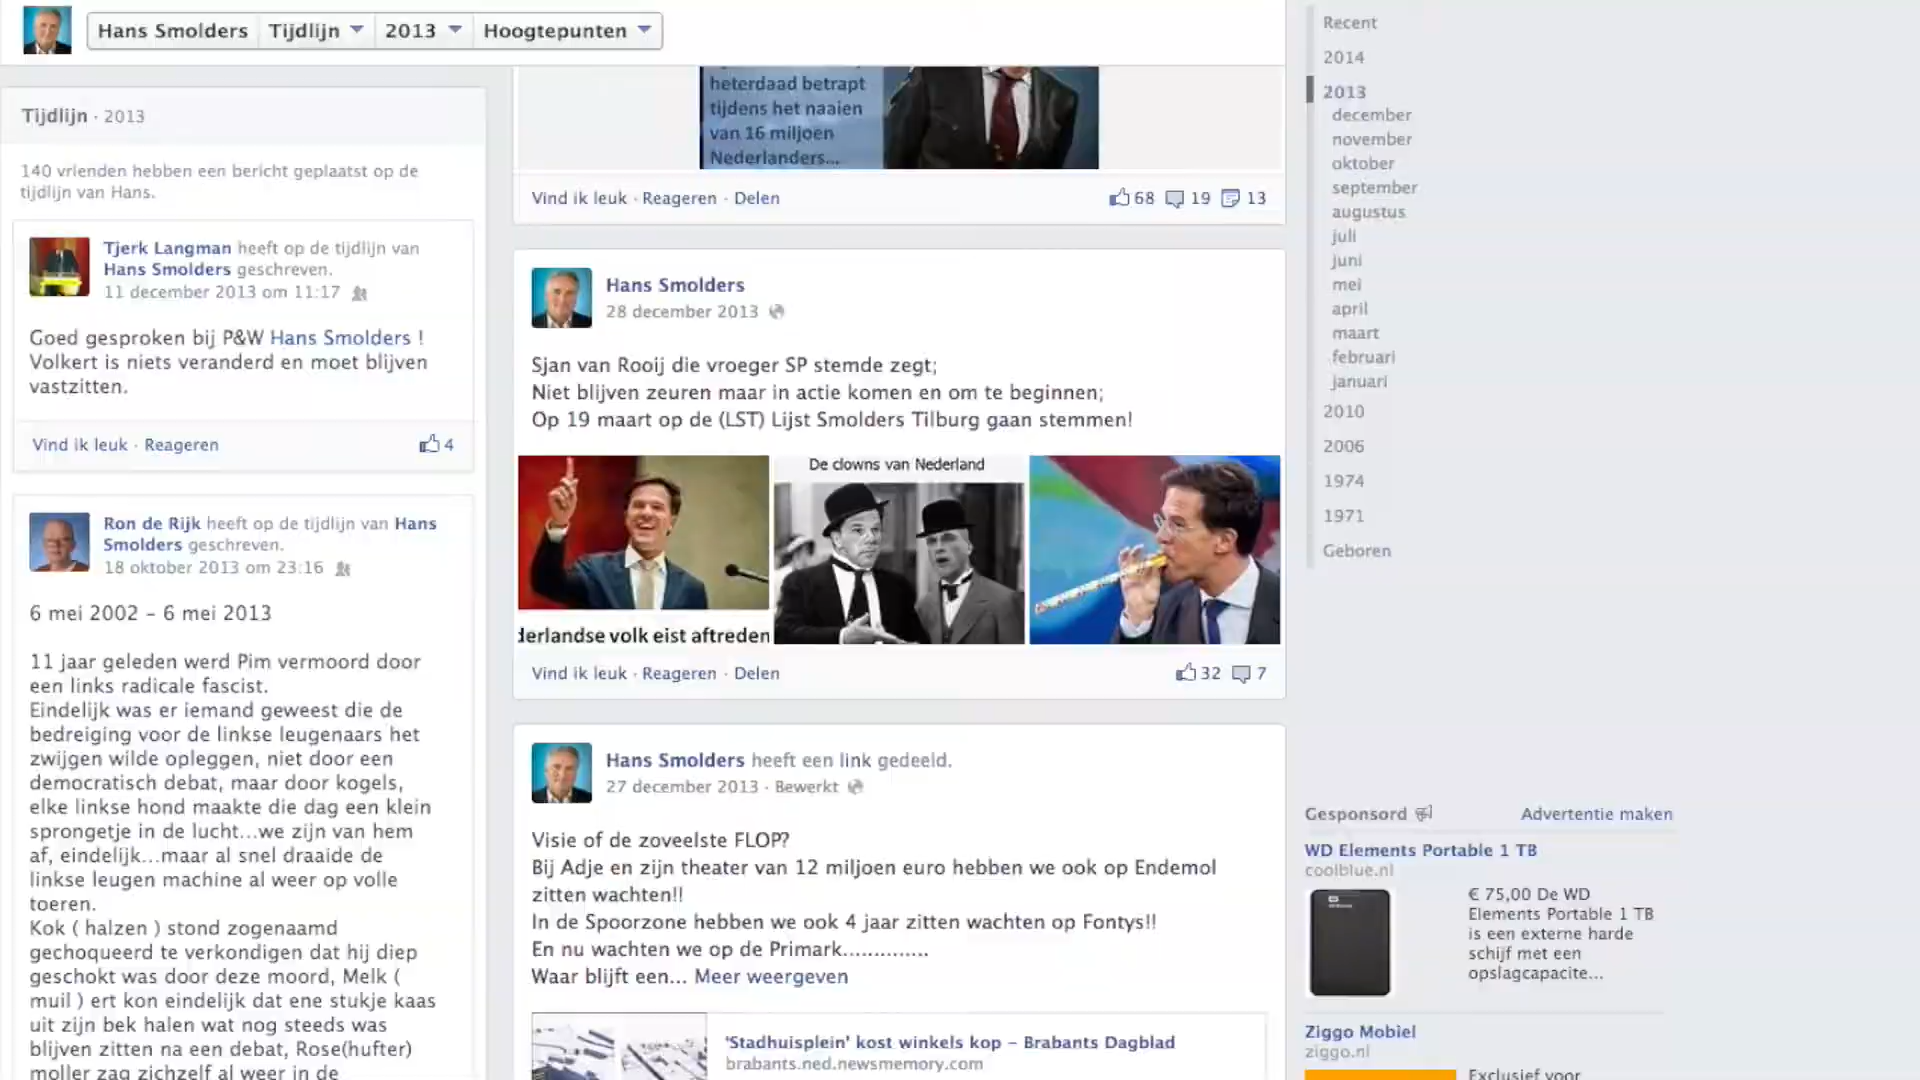 Hans Smolders Tijdlijn 2013 Hoogtepunten
Tijdlijn · 2013
140 vrienden hebben een bericht geplaatst op de
tijdlijn van Hans.
Tjerk Langman heeft op de tijdlijn van
Hans Smolders geschreven.
11 december 2013 om 11:17
Goed gesproken bij P&W Hans Smolders !
Volkert is niets veranderd en moet blijven
vastzitten.
Vind ik leuk · Reageren 4
Ron de Rijk heeft op de tijdlijn van Hans
Smolders geschreven.
18 oktober 2013 om 23:16
6 mei 2002 – 6 mei 2013
11 jaar geleden werd Pim vermoord door
een links radicale fascist.
Eindelijk was er iemand geweest die de
bedreiging voor de linkse leugenaars het
zwijgen wilde opleggen, niet door een
democratisch debat, maar door kogels,
elke linkse hond maakte die dag een klein
sprongetje in de lucht...we zijn van hem
af, eindelijk...maar al snel draaide de
linkse leugen machine al weer op volle
toeren.
Kok ( halzen ) stond zogenaamd
gechoqueerd te verkondigen dat hij diep
geschokt was door deze moord, Melk (
muil ) ert kon eindelijk dat ene stukje kaas
uit zijn bek halen wat nog steeds was
blijven zitten na een debat, Rose(hufter)
moller zag zichzelf al weer in de
heterdaad betrapt
tijdens het naaien
van 16 miljoen
Nederlanders...
Vind ik leuk · Reageren · Delen 68 19 13
Hans Smolders
28 december 2013
Sjan van Rooij die vroeger SP stemde zegt;
Niet blijven zeuren maar in actie komen en om te beginnen;
Op 19 maart op de (LST) Lijst Smolders Tilburg gaan stemmen!
derlandse volk eist aftreden
De clowns van Nederland
Vind ik leuk · Reageren · Delen 32 7
Hans Smolders heeft een link gedeeld.
27 december 2013 · Bewerkt
Visie of de zoveelste FLOP?
Bij Adje en zijn theater van 12 miljoen euro hebben we ook op Endemol
zitten wachten!!
In de Spoorzone hebben we ook 4 jaar zitten wachten op Fontys!!
En nu wachten we op de Primark..............
Waar blijft een... Meer weergeven
'Stadhuisplein' kost winkels kop – Brabants Dagblad
brabants.ned.newsmemory.com
Recent
2014
2013
december
november
oktober
september
augustus
juli
juni
mei
april
maart
februari
januari
2010
2006
1974
1971
Geboren
Gesponsord Advertentie maken
WD Elements Portable 1 TB
coolblue.nl
€ 75,00 De WD
Elements Portable 1 TB
is een externe harde
schijf met een
opslagcapacite...
Ziggo Mobiel
ziggo.nl
Exclusief voor